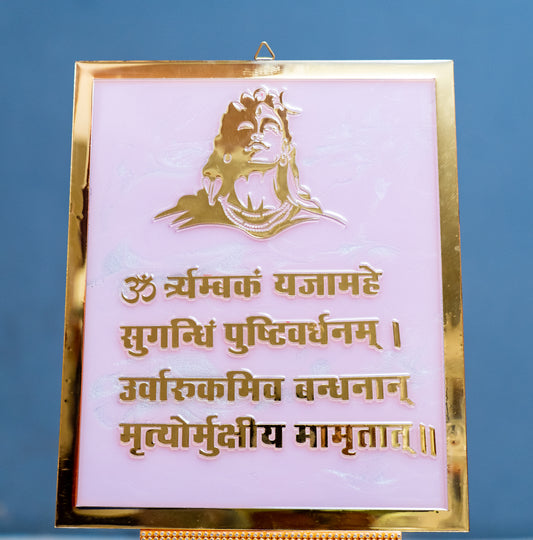 ॐ र्त्र्यम्बकं यजामहे
सुगन्धिं पुष्टिवर्धनम् ।
उर्वारुकमिव बन्धनान्
मृत्योर्मुक्षीय मामृतात् ॥